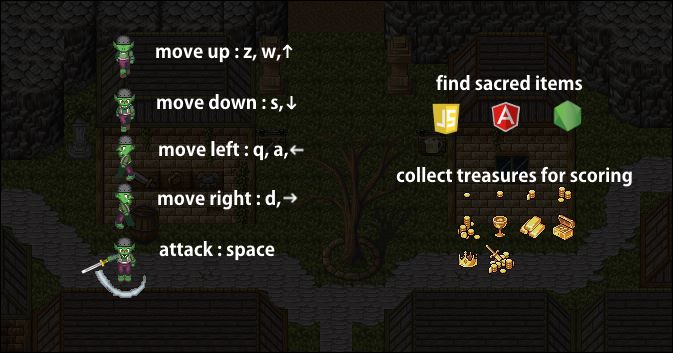 move up : z, w,↑
move down : s,↓
move left : q, a,←
move right : d,→
attack : space
find sacred items
JS
A
collect treasures for scoring